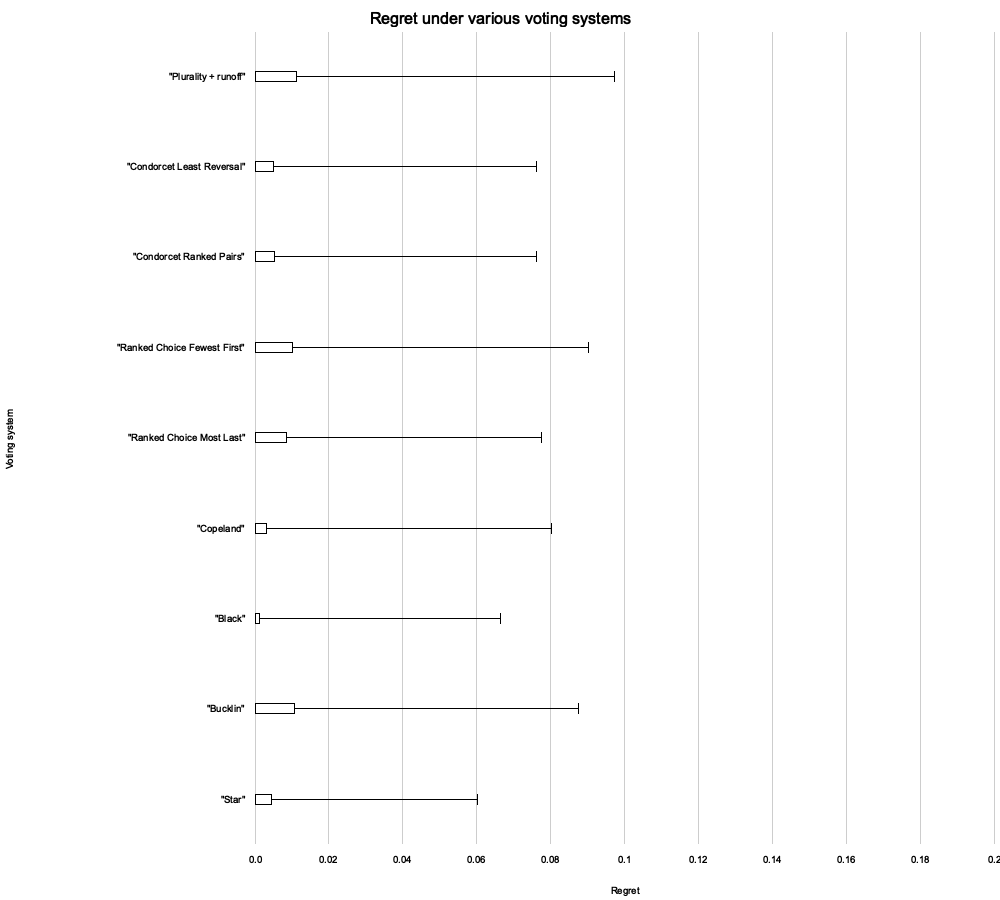 Regret under various voting systems
"Plurality + runoff"
"Condorcet Least Reversal"
"Condorcet Ranked Pairs"
"Ranked Choice Fewest First"
"Ranked Choice Most Last"
"Copeland"
"Black"
"Bucklin"
"Star"
Voting system
0.0 0.02 0.04 0.06 0.08 0.1 0.12 0.14 0.16 0.18 0.2
Regret